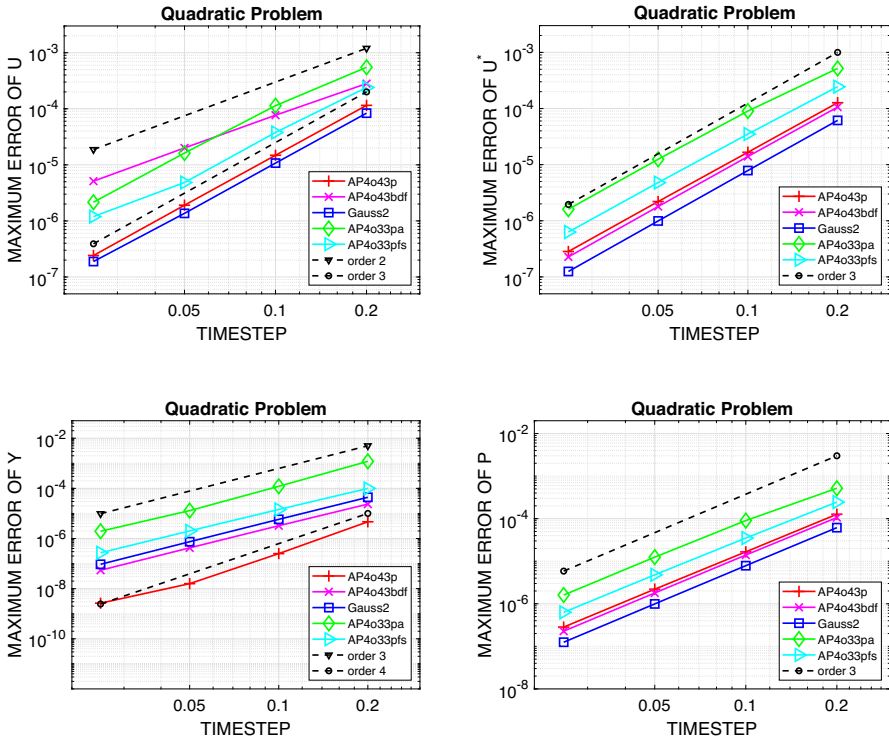 Quadratic Problem
MAXIMUM ERROR OF U
10^-3
10^-4
10^-5
10^-6
10^-7
0.05
0.1
0.2
TIMESTEP
AP4o43p
AP4o43bdf
Gauss2
AP4o33pa
AP4o33pfs
order 2
order 3
Quadratic Problem
MAXIMUM ERROR OF U*
10^-3
10^-4
10^-5
10^-6
10^-7
0.05
0.1
0.2
TIMESTEP
AP4o43p
AP4o43bdf
Gauss2
AP4o33pa
AP4o33pfs
order 3
Quadratic Problem
MAXIMUM ERROR OF Y
10^-2
10^-4
10^-6
10^-8
10^-10
0.05
0.1
0.2
TIMESTEP
AP4o43p
AP4o43bdf
Gauss2
AP4o33pa
AP4o33pfs
order 3
order 4
Quadratic Problem
MAXIMUM ERROR OF P
10^-2
10^-4
10^-6
10^-8
0.05
0.1
0.2
TIMESTEP
AP4o43p
AP4o43bdf
Gauss2
AP4o33pa
AP4o33pfs
order 3